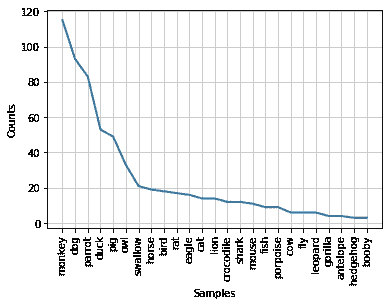 120
100
80
60
40
20
0
Counts
monkey
dog
parrot
duck
pig
owl
swallow
horse
bird
rat
eagle
cat
lion
crocodile
shark
mouse
fish
porpoise
cow
fly
leopard
gorilla
antelope
hedgehog
booby
Samples